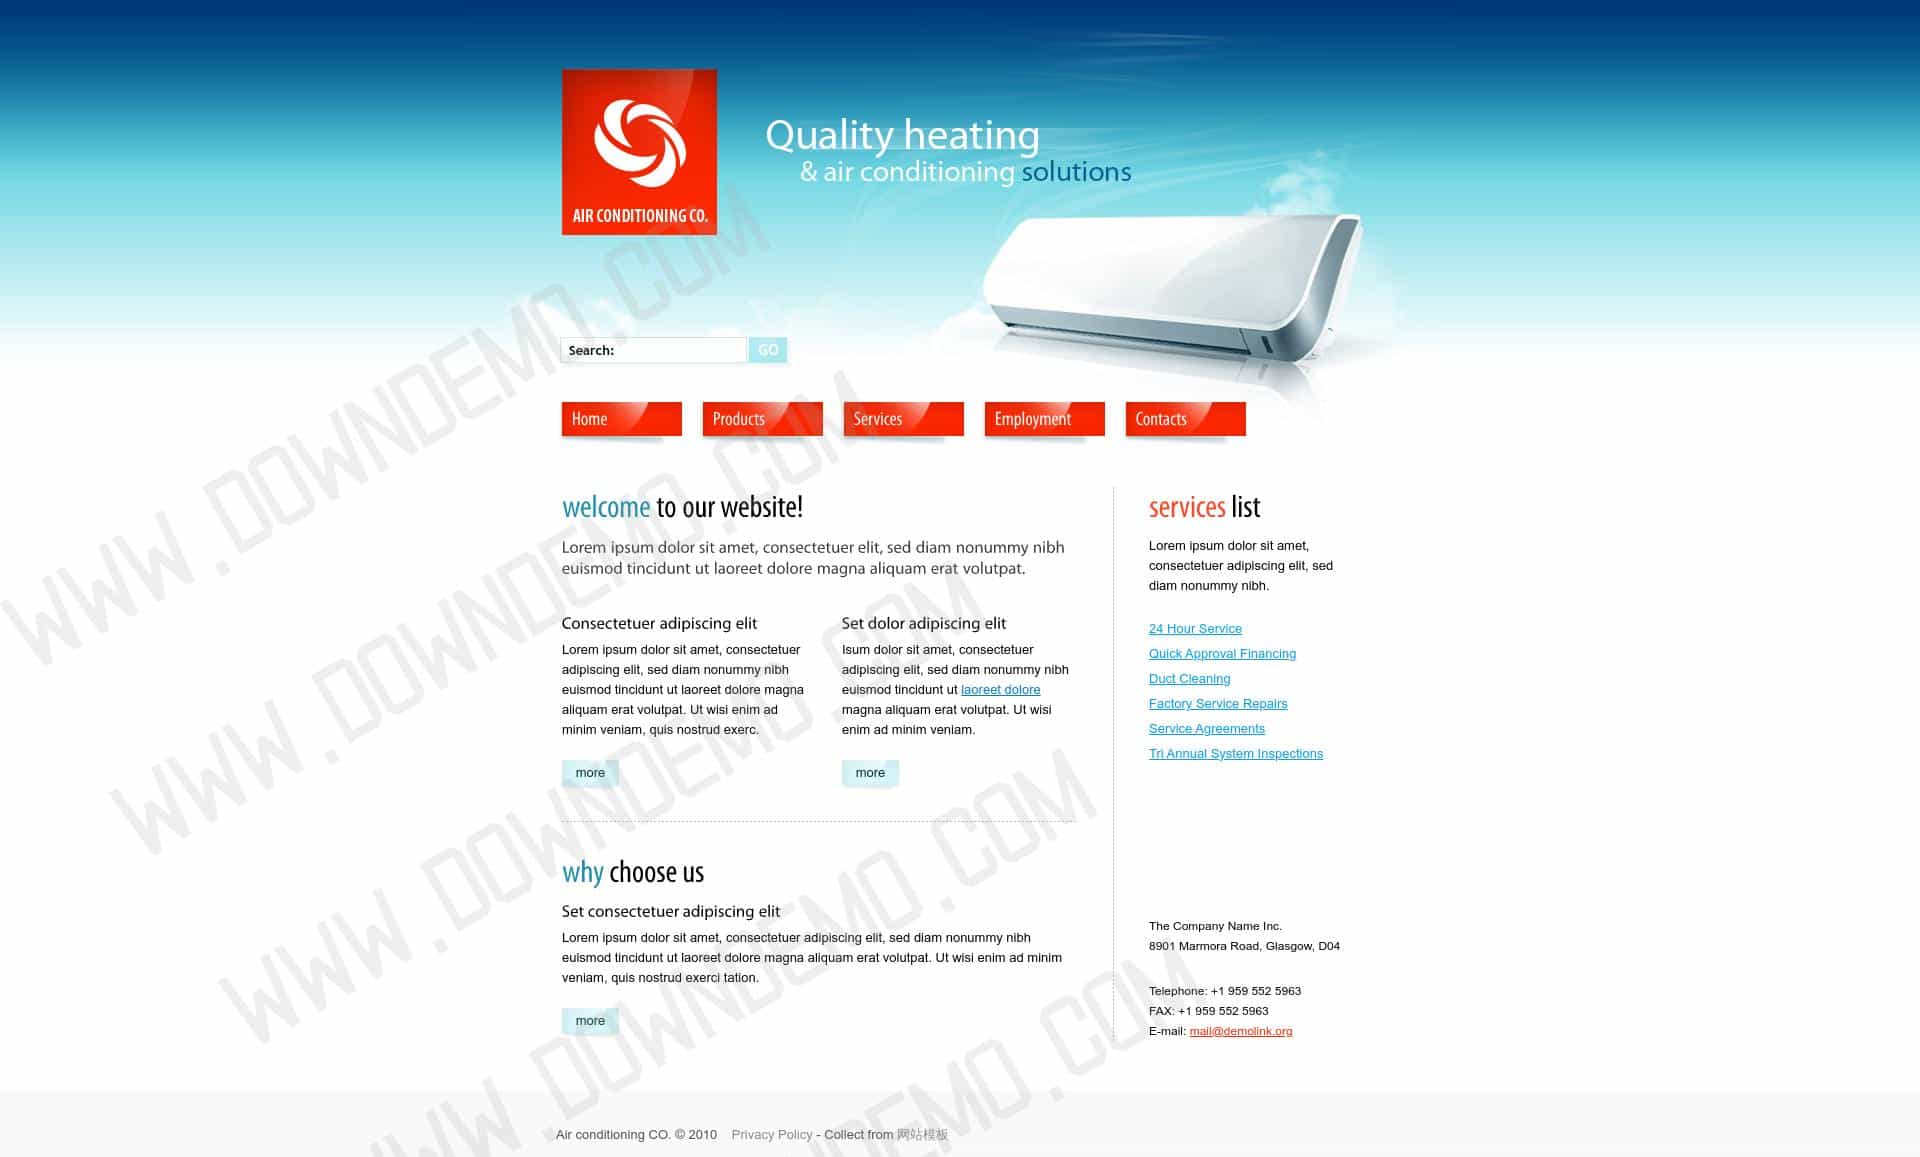 AIR CONDITIONING CO.
Quality heating
& air conditioning solutions
Search:
GO
Home
Products
Services
Employment
Contacts
welcome to our website!
Lorem ipsum dolor sit amet, consectetuer elit, sed diam nonummy nibh
euismod tincidunt ut laoreet dolore magna aliquam erat volutpat.
Consectetuer adipiscing elit
Lorem ipsum dolor sit amet, consectetuer
adipiscing elit, sed diam nonummy nibh
euismod tincidunt ut laoreet dolore magna
aliquam erat volutpat. Ut wisi enim ad
minim veniam, quis nostrud exerc.
more
Set dolor adipiscing elit
Isum dolor sit amet, consectetuer
adipiscing elit, sed diam nonummy nibh
euismod tincidunt ut laoreet dolore
magna aliquam erat volutpat. Ut wisi
enim ad minim veniam.
more
why choose us
Set consectetuer adipiscing elit
Lorem ipsum dolor sit amet, consectetuer adipiscing elit, sed diam nonummy nibh
euismod tincidunt ut laoreet dolore magna aliquam erat volutpat. Ut wisi enim ad minim
veniam, quis nostrud exerci tation.
more
services list
Lorem ipsum dolor sit amet,
consectetuer adipiscing elit, sed
diam nonummy nibh.
24 Hour Service
Quick Approval Financing
Duct Cleaning
Factory Service Repairs
Service Agreements
Tri Annual System Inspections
The Company Name Inc.
8901 Marmora Road, Glasgow, D04
Telephone: +1 959 552 5963
FAX: +1 959 552 5963
E-mail: mail@demolink.org
Air conditioning CO. © 2010 Privacy Policy - Collect from 网站模板
WWW.DOWNDEMO.COM
WWW.DOWNDEMO.COM
WWW.DOWNDEMO.COM
WWW.DOWNDEMO.COM